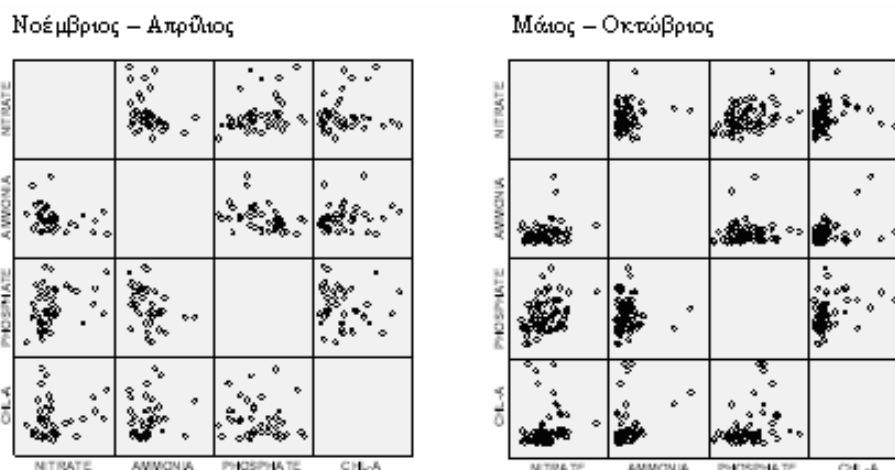 Νοέμβριος – Απρίλιος
Μάιος – Οκτώβριος
NITRATE
AMMONIA
PHOSPHATE
CHL-A
NITRATE AMMONIA PHOSPHATE CHL-A
NITRATE
AMMONIA
PHOSPHATE
CHL-A
NITRATE AMMONIA PHOSPHATE CHL-A